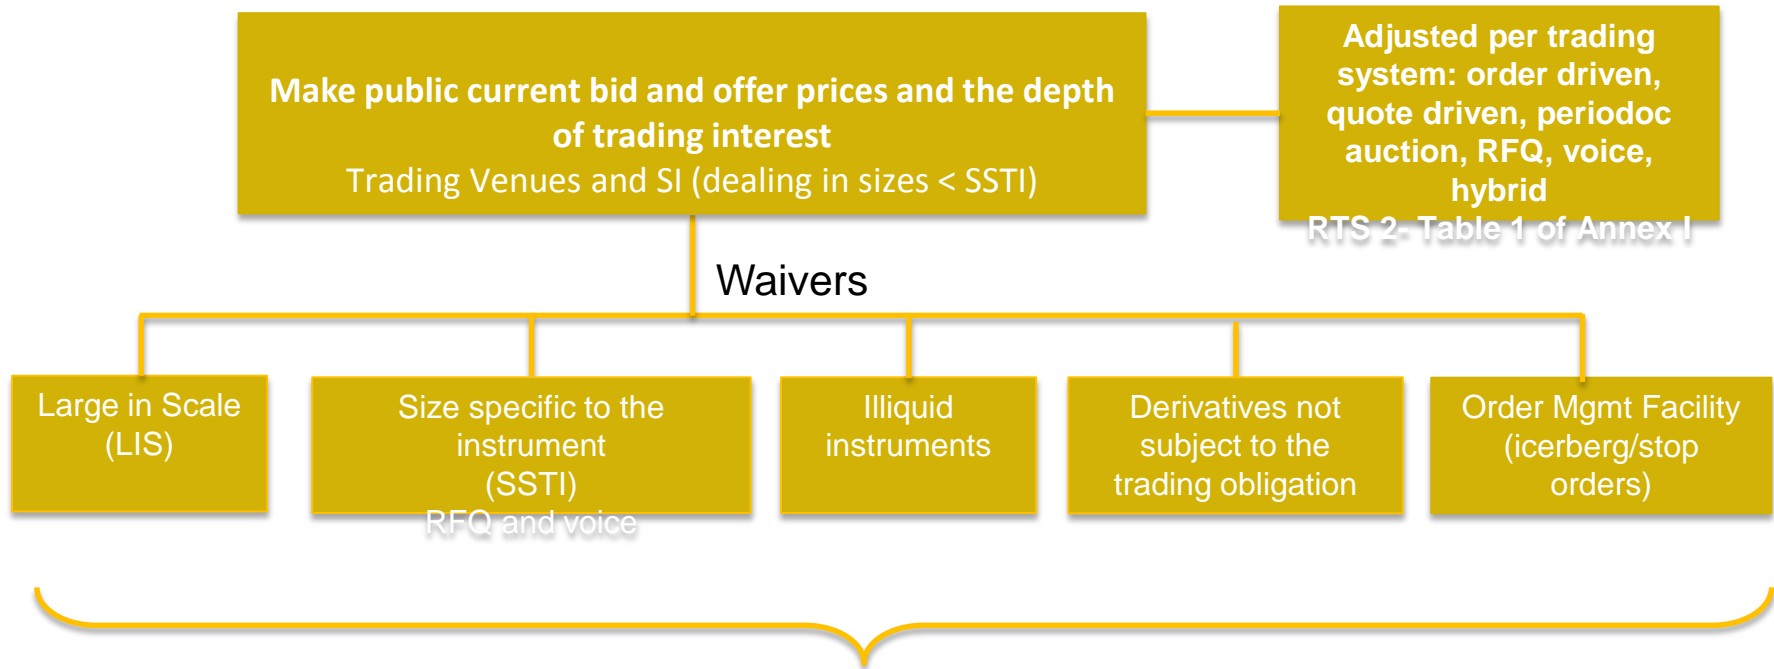 Make public current bid and offer prices and the depth
of trading interest
Trading Venues and SI (dealing in sizes < SSTI)
Adjusted per trading
system: order driven,
quote driven, periodoc
auction, RFQ, voice,
hybrid
RTS 2- Table 1 of Annex I
Waivers
Large in Scale
(LIS)
Size specific to the
instrument
(SSTI)
RFQ and voice
Illiquid
instruments
Derivatives not
subject to the
trading obligation
Order Mgmt Facility
(icerberg/stop
orders)